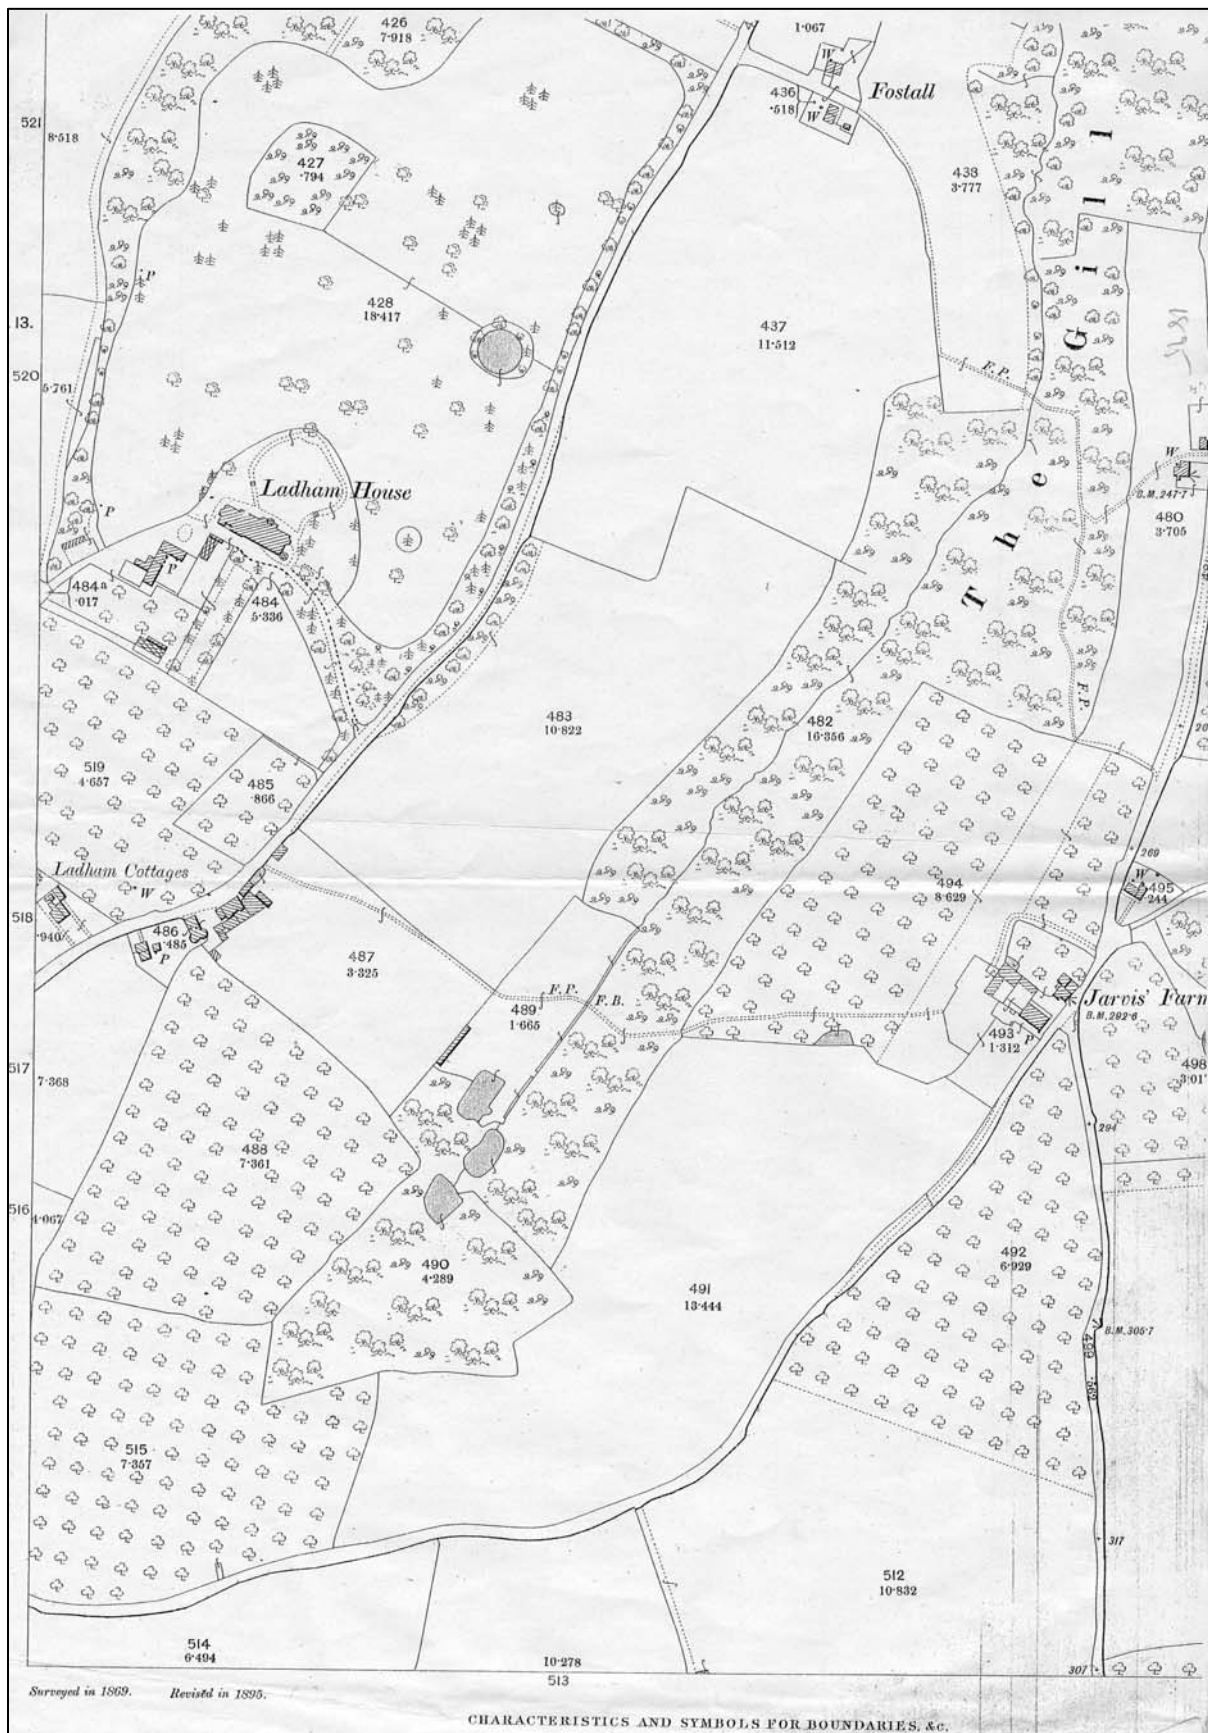 426
7·918
1·067
W
436
·518
W
Fostall
521
8·518
427
·794
438
3·777
The Gill
P
428
18·417
13.
437
11·512
520
5·761
F.P.
Ladham House
W
B.M.247·7
480
3·705
P
P
484a
·017
484
5·336
F.P.
483
10·822
482
16·356
519
4·657
485
·866
269
Ladham Cottages
W
494
8·629
W
495
·244
518
·940
486
·485
P
487
3·325
F.P.
F.B.
489
1·665
Jarvis' Farm
B.M.292·6
493
1·312
P
498
517
7·368
294
488
7·361
516
4·067
490
4·289
491
13·444
492
6·929
B.M.305·7
499
·569
515
7·357
317
512
10·832
514
6·494
10·278
513
307
Surveyed in 1869. Revised in 1895.
CHARACTERISTICS AND SYMBOLS FOR BOUNDARIES, &c.